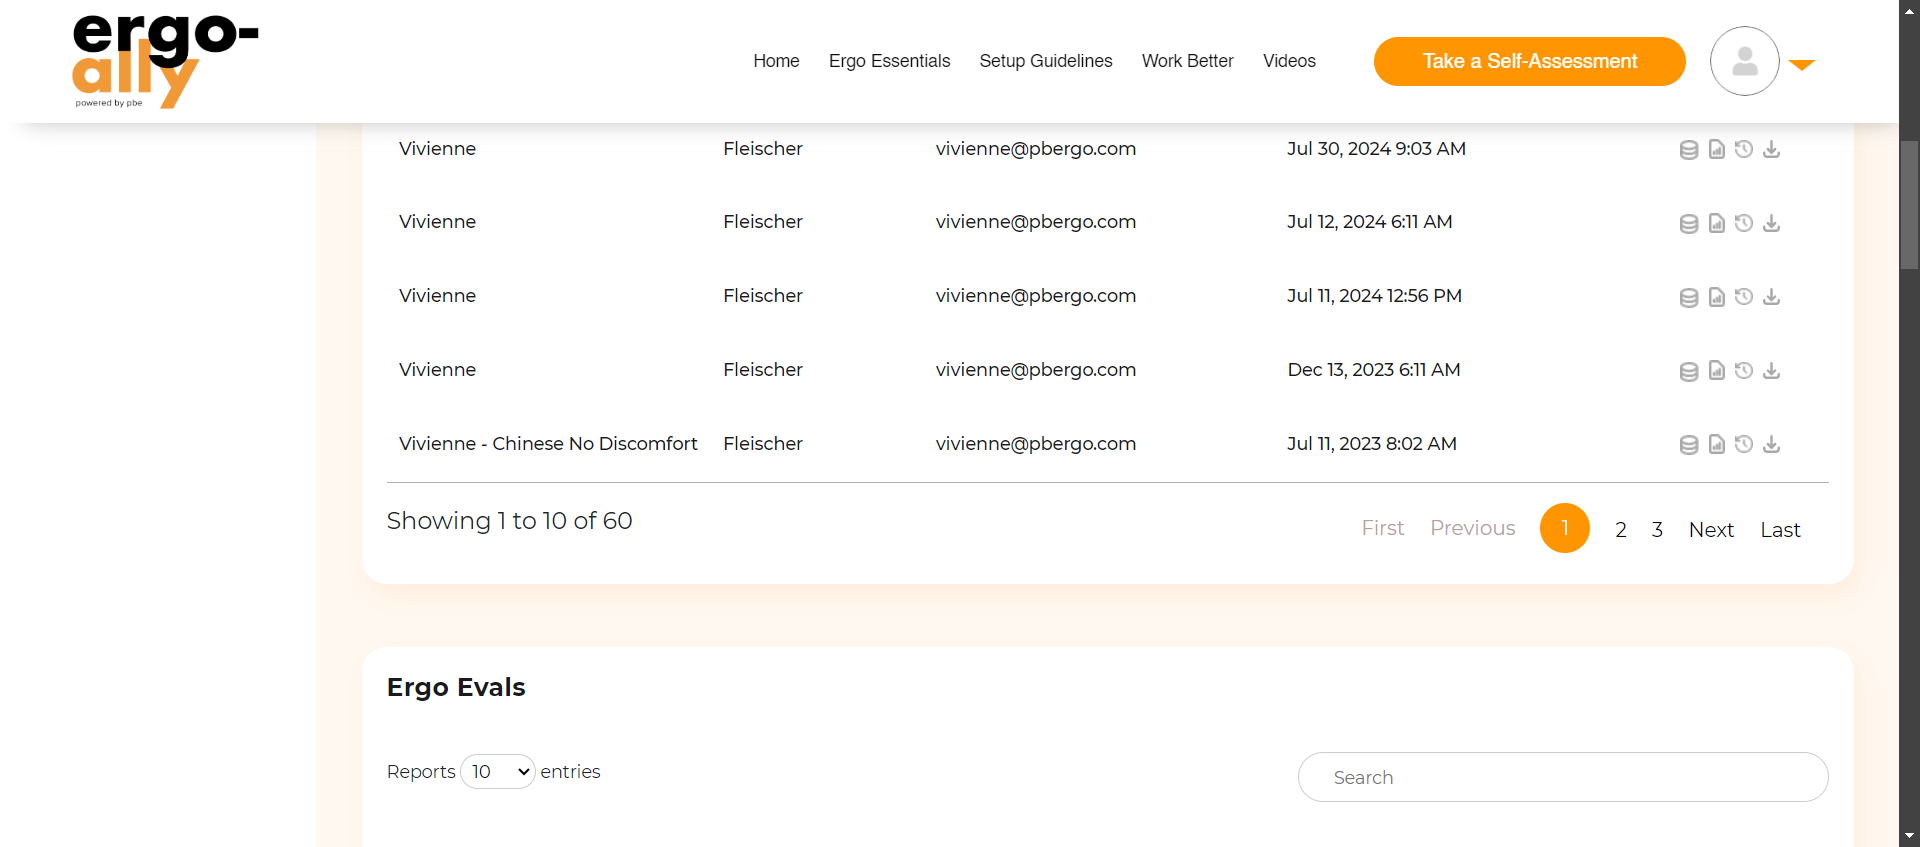 ergo-
ally
powered by pbe
Home Ergo Essentials Setup Guidelines Work Better Videos Take a Self-Assessment
Vivienne Fleischer vivienne@pbergo.com Jul 30, 2024 9:03 AM
Vivienne Fleischer vivienne@pbergo.com Jul 12, 2024 6:11 AM
Vivienne Fleischer vivienne@pbergo.com Jul 11, 2024 12:56 PM
Vivienne Fleischer vivienne@pbergo.com Dec 13, 2023 6:11 AM
Vivienne - Chinese No Discomfort Fleischer vivienne@pbergo.com Jul 11, 2023 8:02 AM
Showing 1 to 10 of 60
First Previous 1 2 3 Next Last
Ergo Evals
Reports 10 entries
Search